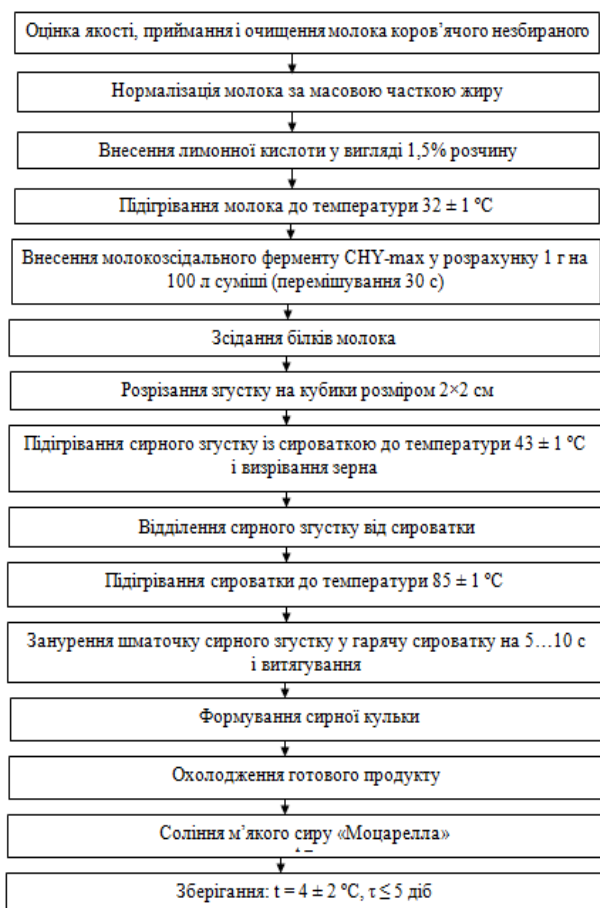 Оцінка якості, приймання і очищення молока коров’ячого незбираного
Нормалізація молока за масовою часткою жиру
Внесення лимонної кислоти у вигляді 1,5% розчину
Підігрівання молока до температури 32 ± 1 °С
Внесення молокозсідального ферменту CHY-max у розрахунку 1 г на
100 л суміші (перемішування 30 с)
Зсідання білків молока
Розрізання згустку на кубики розміром 2×2 см
Підігрівання сирного згустку із сироваткою до температури 43 ± 1 °С
і визрівання зерна
Відділення сирного згустку від сироватки
Підігрівання сироватки до температури 85 ± 1 °С
Занурення шматочку сирного згустку у гарячу сироватку на 5…10 с
і витягування
Формування сирної кульки
Охолодження готового продукту
Соління м’якого сиру «Моцарелла»
Зберігання: t = 4 ± 2 °С, τ ≤ 5 діб